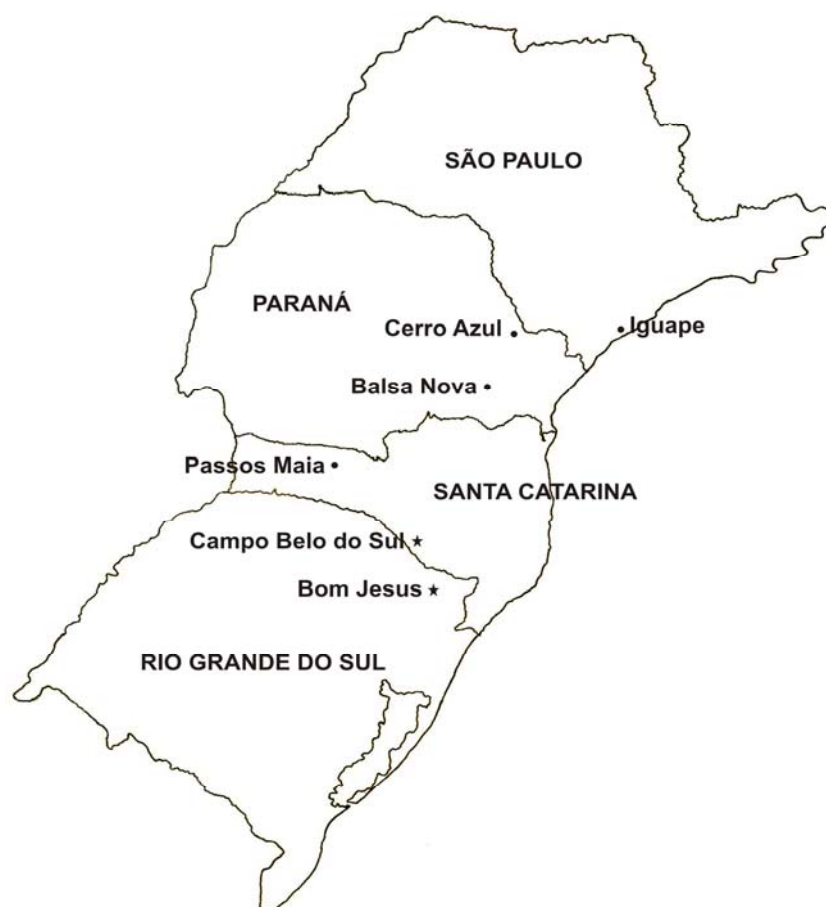 SÃO PAULO
PARANÁ
Cerro Azul
Iguape
Balsa Nova
Passos Maia
SANTA CATARINA
Campo Belo do Sul
Bom Jesus
RIO GRANDE DO SUL